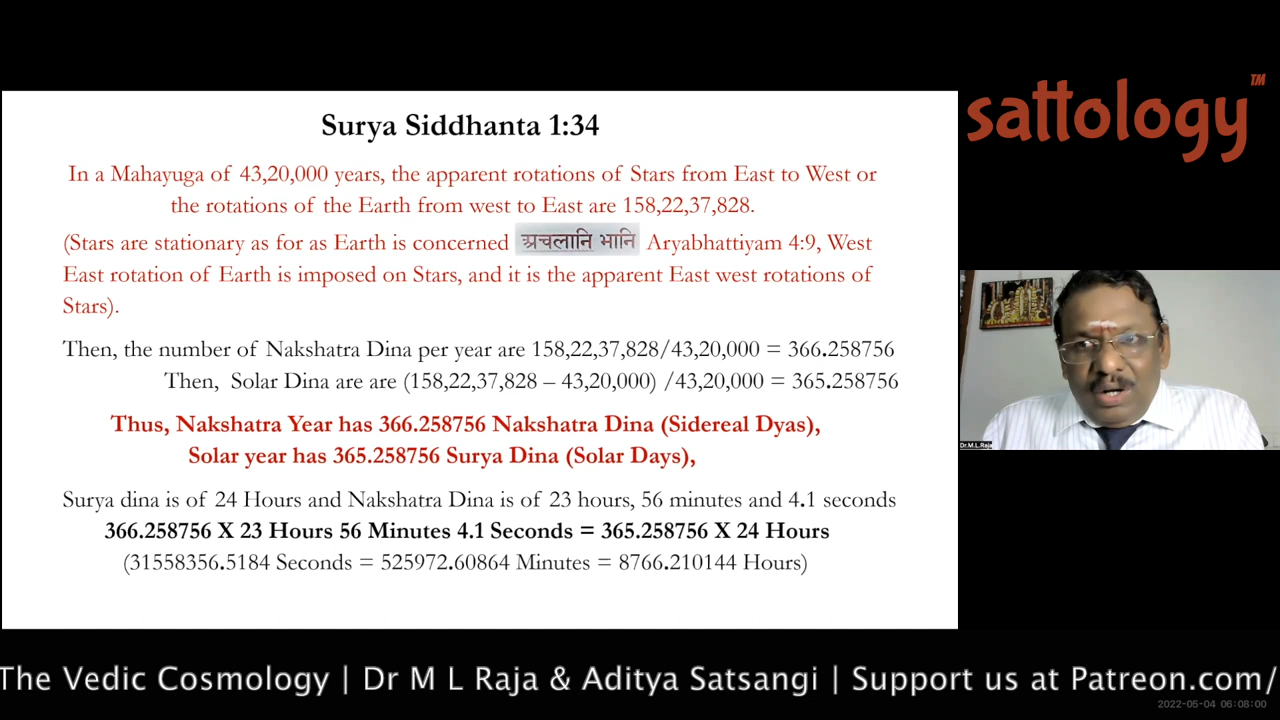 Surya Siddhanta 1:34
In a Mahayuga of 43,20,000 years, the apparent rotations of Stars from East to West or
the rotations of the Earth from west to East are 158,22,37,828.
(Stars are stationary as for as Earth is concerned अचलानि भानि Aryabhattiyam 4:9, West
East rotation of Earth is imposed on Stars, and it is the apparent East west rotations of
Stars).
Then, the number of Nakshatra Dina per year are 158,22,37,828/43,20,000 = 366.258756
Then, Solar Dina are are (158,22,37,828 – 43,20,000) /43,20,000 = 365.258756
Thus, Nakshatra Year has 366.258756 Nakshatra Dina (Sidereal Dyas),
Solar year has 365.258756 Surya Dina (Solar Days),
Surya dina is of 24 Hours and Nakshatra Dina is of 23 hours, 56 minutes and 4.1 seconds
366.258756 X 23 Hours 56 Minutes 4.1 Seconds = 365.258756 X 24 Hours
(31558356.5184 Seconds = 525972.60864 Minutes = 8766.210144 Hours)
sattology™
Dr.M.L.Raja
The Vedic Cosmology | Dr M L Raja & Aditya Satsangi | Support us at Patreon.com/
2022-05-04 06:08:00